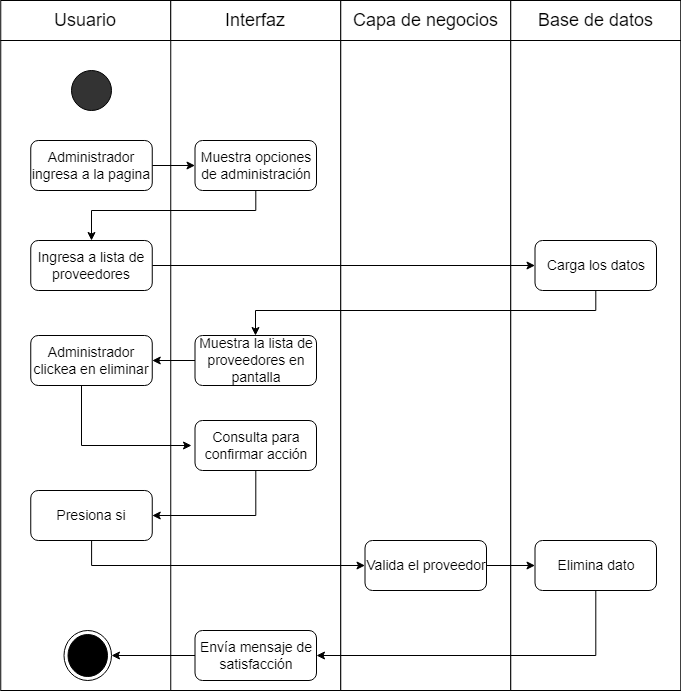 Usuario
Interfaz
Capa de negocios
Base de datos
Administrador
ingresa a la pagina
Muestra opciones
de administración
Ingresa a lista de
proveedores
Carga los datos
Muestra la lista de
proveedores en
pantalla
Administrador
clickea en eliminar
Consulta para
confirmar acción
Presiona si
Valida el proveedor
Elimina dato
Envía mensaje de
satisfacción